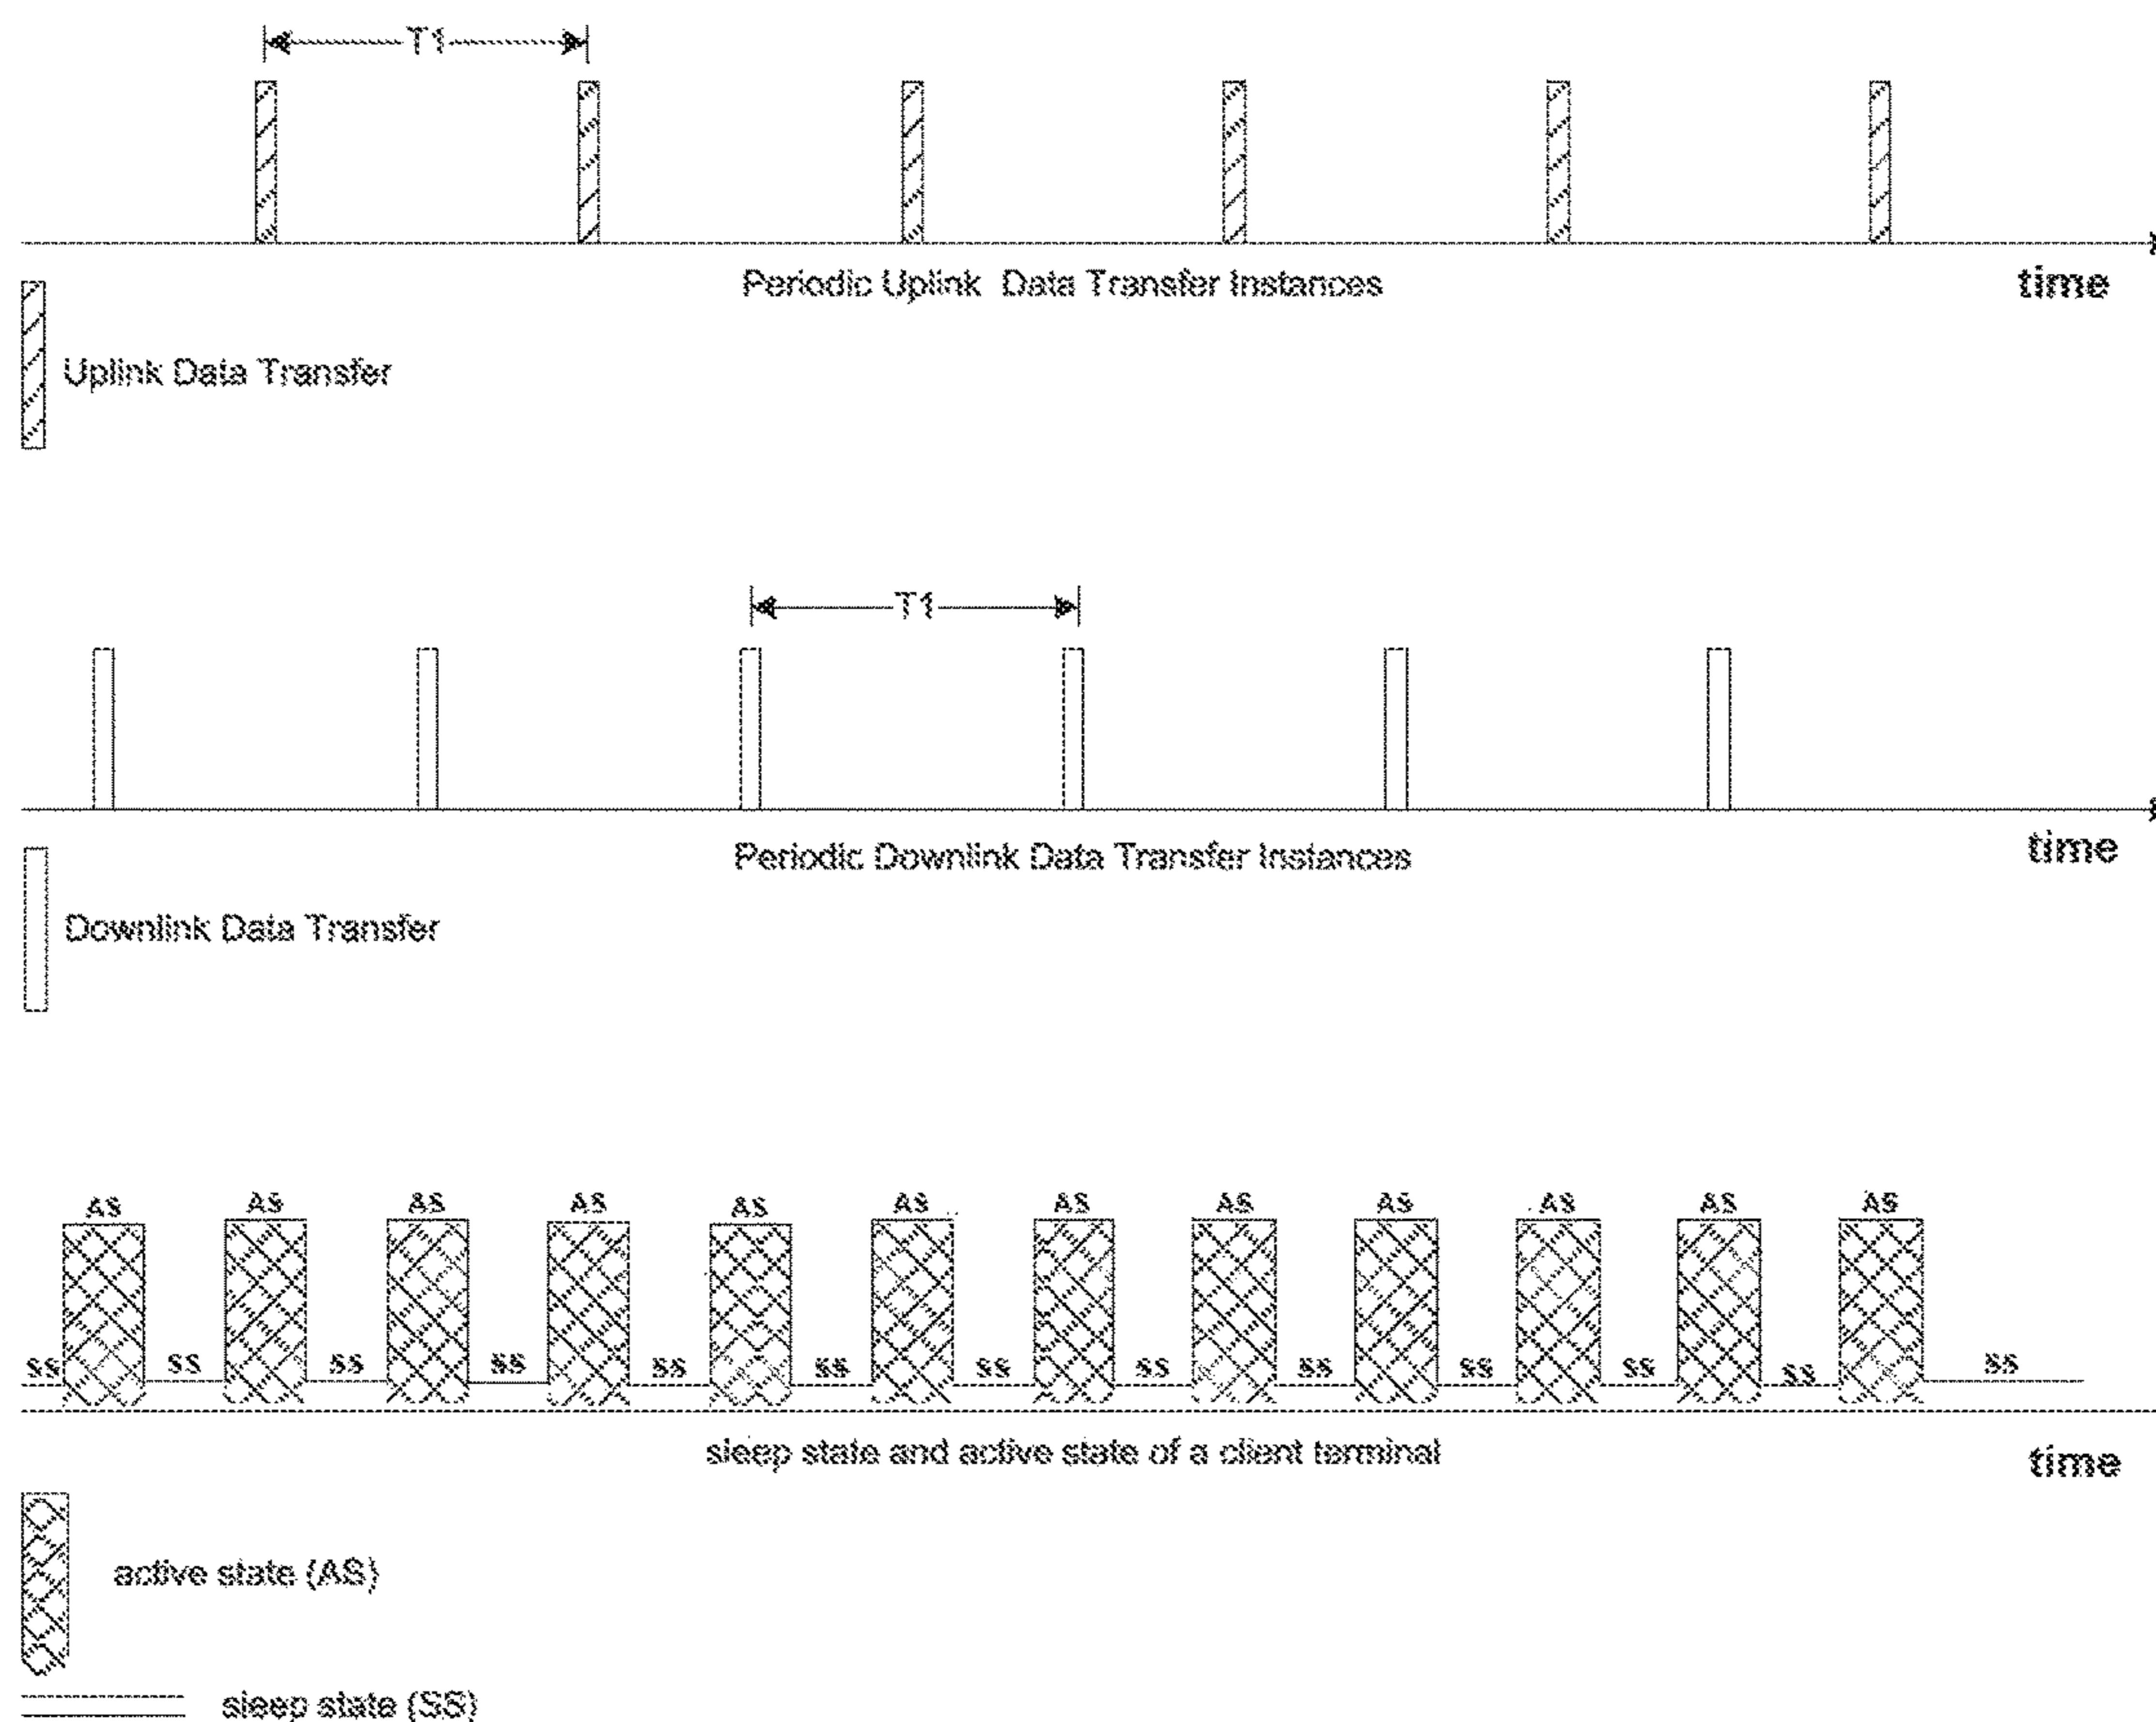 T1
Periodic Uplink Data Transfer Instances
time
Uplink Data Transfer
T1
Periodic Downlink Data Transfer Instances
time
Downlink Data Transfer
AS AS AS AS AS AS AS AS AS AS AS AS
SS SS SS SS SS SS SS SS SS SS SS SS SS
sleep state and active state of a client terminal
time
active state (AS)
sleep state (SS)